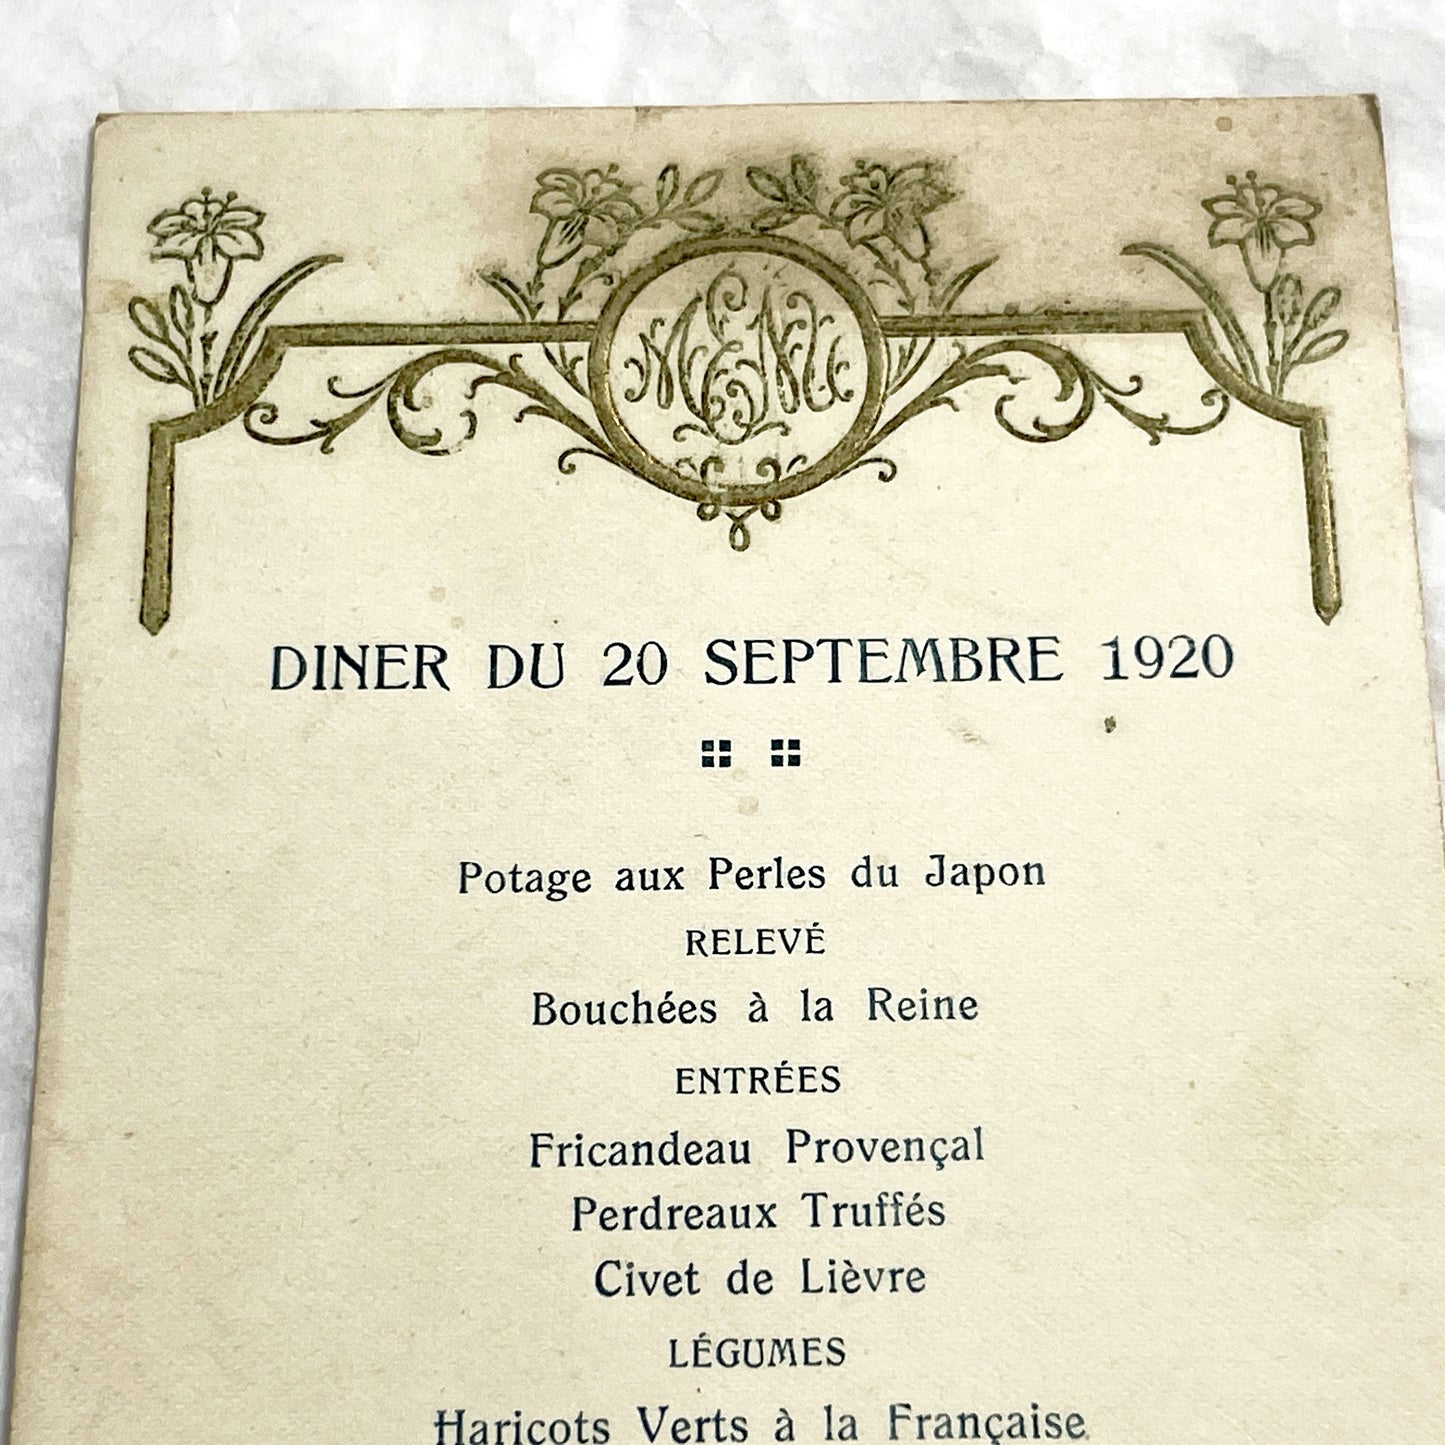 MENU
DINER DU 20 SEPTEMBRE 1920
Potage aux Perles du Japon
RELEVÉ
Bouchées à la Reine
ENTRÉES
Fricandeau Provençal
Perdreaux Truffés
Civet de Lièvre
LÉGUMES
Haricots Verts à la Française